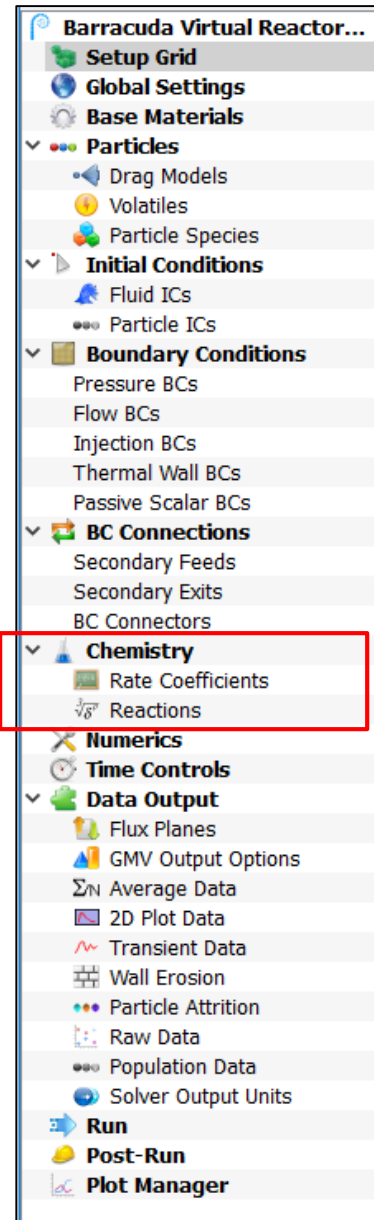 Barracuda Virtual Reactor...
Setup Grid
Global Settings
Base Materials
Particles
Drag Models
Volatiles
Particle Species
Initial Conditions
Fluid ICs
Particle ICs
Boundary Conditions
Pressure BCs
Flow BCs
Injection BCs
Thermal Wall BCs
Passive Scalar BCs
BC Connections
Secondary Feeds
Secondary Exits
BC Connectors
Chemistry
Rate Coefficients
Reactions
Numerics
Time Controls
Data Output
Flux Planes
GMV Output Options
Σ/N Average Data
2D Plot Data
Transient Data
Wall Erosion
Particle Attrition
Raw Data
Population Data
Solver Output Units
Run
Post-Run
Plot Manager